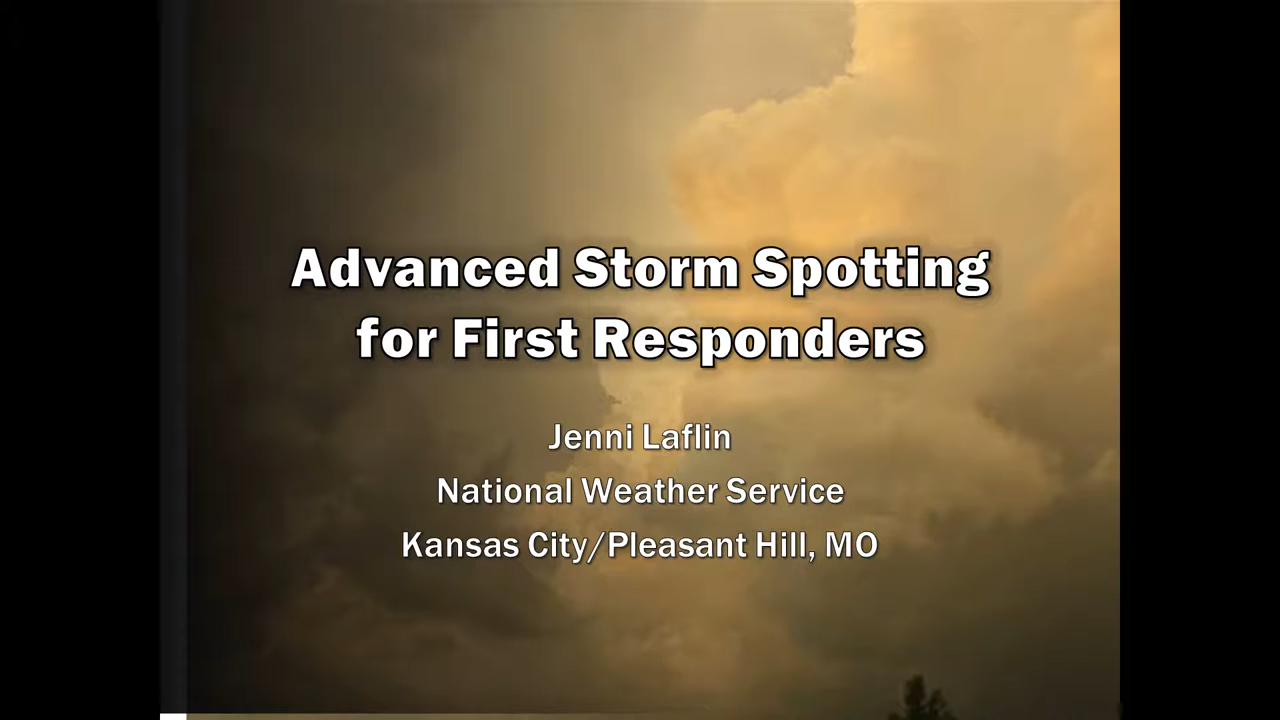 Advanced Storm Spotting
for First Responders
Jenni Laflin
National Weather Service
Kansas City/Pleasant Hill, MO